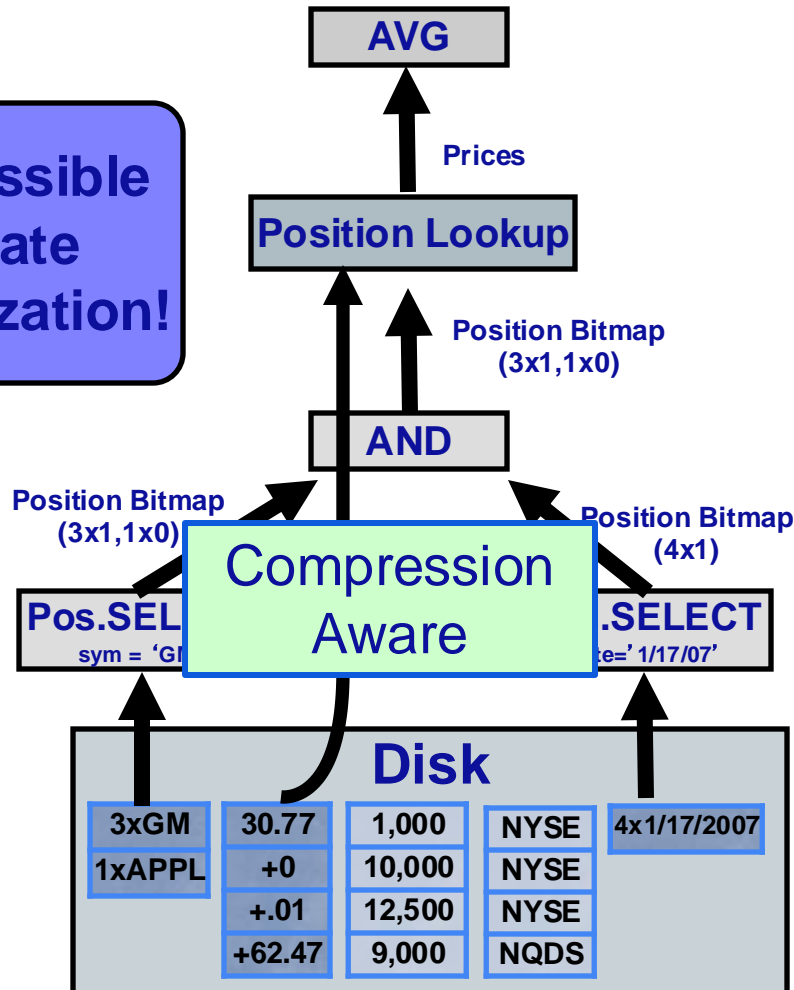 AVG
Prices
ssible
ate
zation!
Position Lookup
Position Bitmap
(3x1,1x0)
AND
Position Bitmap
(3x1,1x0)
Position Bitmap
(4x1)
Compression
Aware
Pos.SEL
sym = ‘GM
.SELECT
te=’1/17/07’
Disk
3xGM 30.77 1,000 NYSE 4x1/17/2007
1xAPPL +0 10,000 NYSE
+.01 12,500 NYSE
+62.47 9,000 NQDS